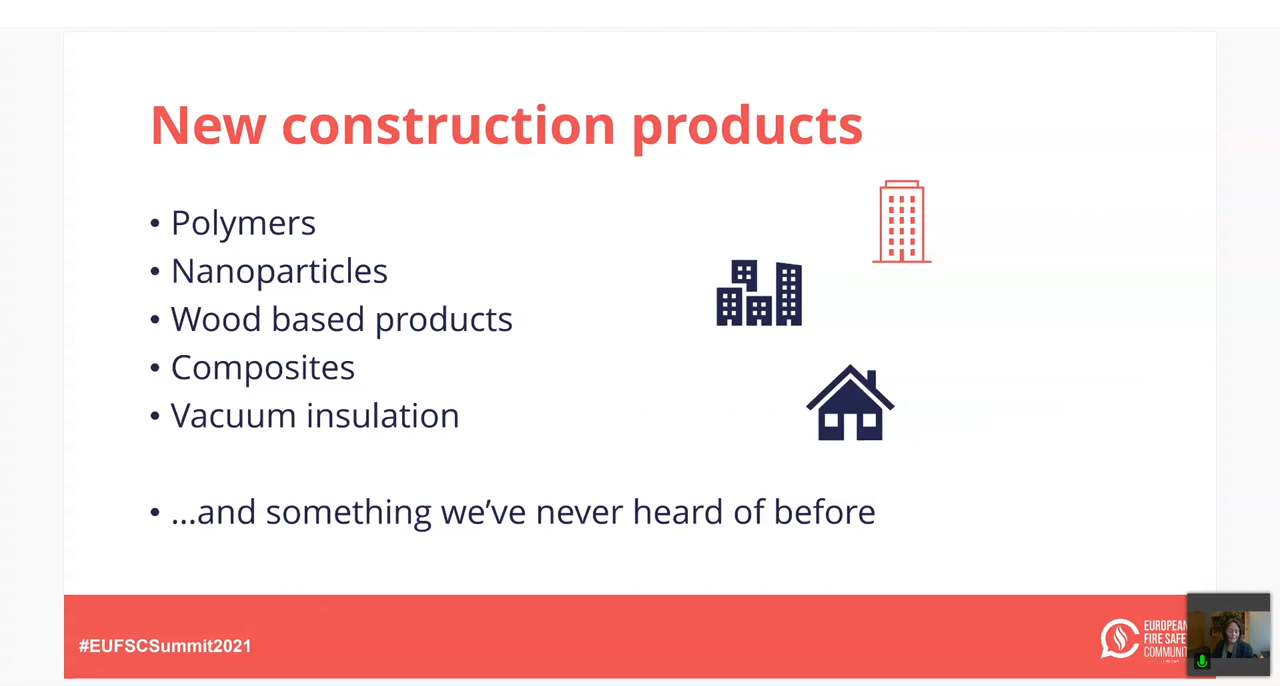 New construction products
• Polymers
• Nanoparticles
• Wood based products
• Composites
• Vacuum insulation
• ...and something we’ve never heard of before
#EUFSCSummit2021
EUROPEAN
FIRE SAFE
COMMUNIT